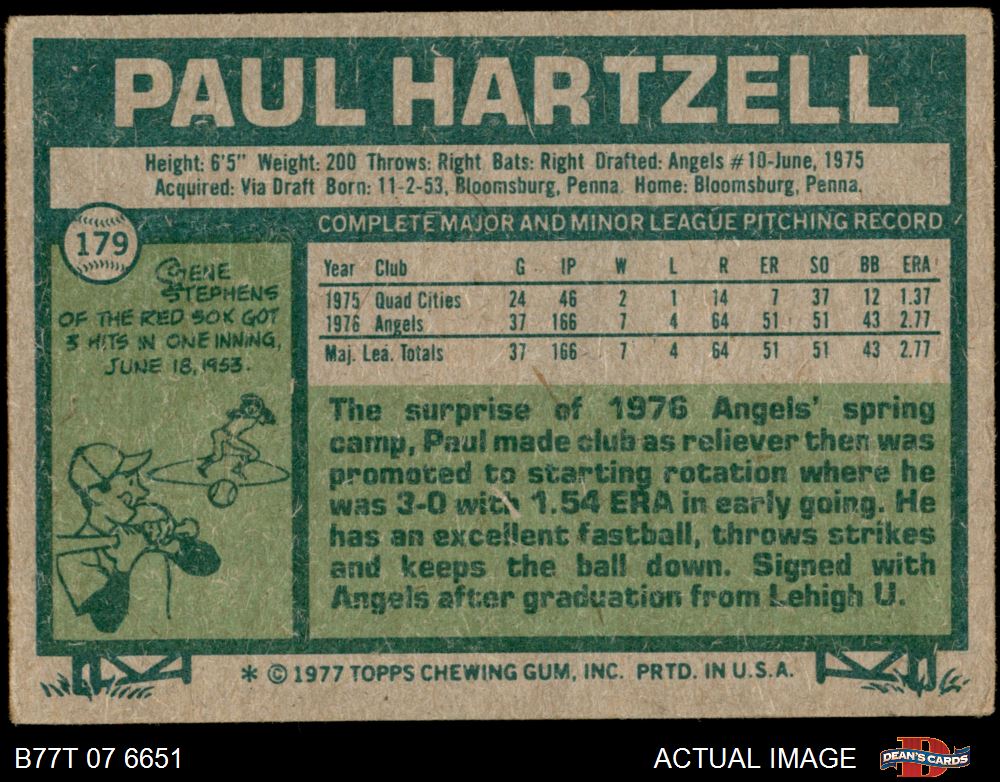 PAUL HARTZELL
Height: 6'5" Weight: 200 Throws: Right Bats: Right Drafted: Angels #10-June, 1975
Acquired: Via Draft Born: 11-2-53, Bloomsburg, Penna. Home: Bloomsburg, Penna.
179
COMPLETE MAJOR AND MINOR LEAGUE PITCHING RECORD
GENE
STEPHENS
OF THE RED SOX GOT
3 HITS IN ONE INNING,
JUNE 18, 1953.
Year Club G IP W L R ER SO BB ERA
1975 Quad Cities 24 46 2 1 14 7 37 12 1.37
1976 Angels 37 166 7 4 64 51 51 43 2.77
Maj. Lea. Totals 37 166 7 4 64 51 51 43 2.77
The surprise of 1976 Angels' spring
camp, Paul made club as reliever then was
promoted to starting rotation where he
was 3-0 with 1.54 ERA in early going. He
has an excellent fastball, throws strikes
and keeps the ball down. Signed with
Angels after graduation from Lehigh U.
* © 1977 TOPPS CHEWING GUM, INC. PRTD. IN U.S.A.
B77T 07 6651
ACTUAL IMAGE
DEAN'S CARDS